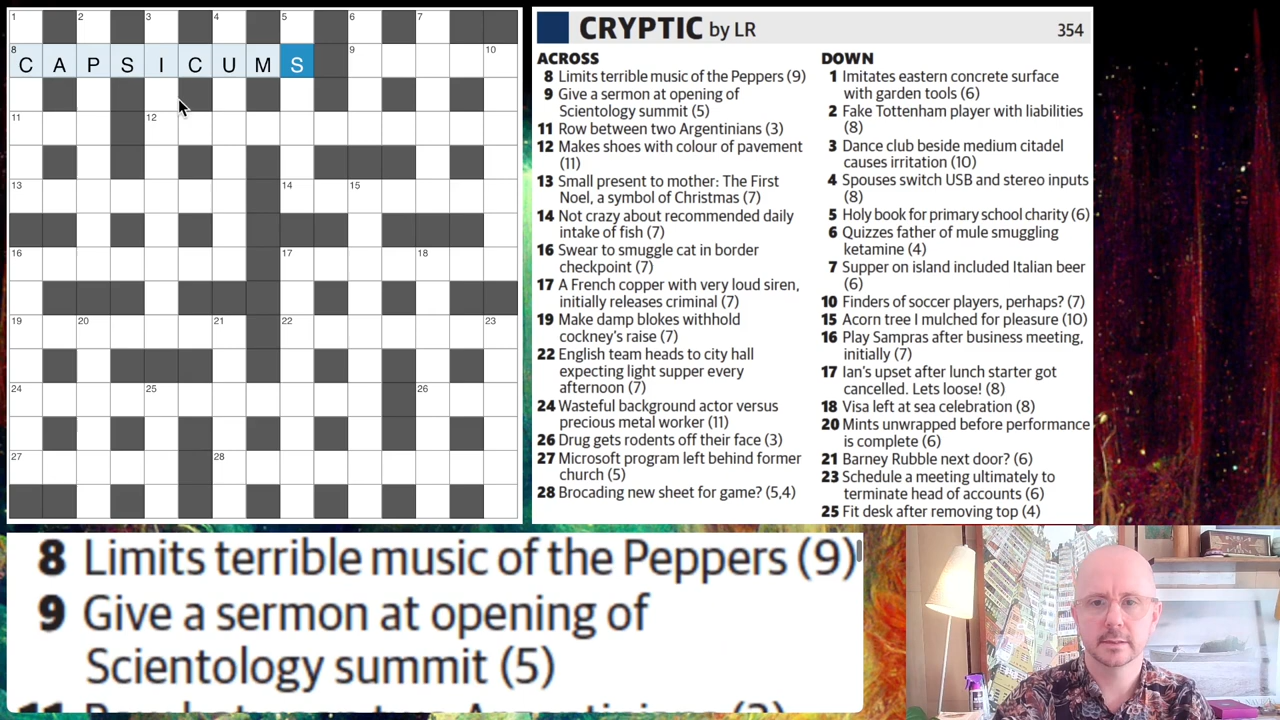 1 2 3 4 5 6 7
8 C A P S I C U M S 9 10
11 12
13 14 15
16 17 18
19 20 21 22 23
24 25 26
27 28
CRYPTIC by LR 354
ACROSS
8 Limits terrible music of the Peppers (9)
9 Give a sermon at opening of
Scientology summit (5)
11 Row between two Argentinians (3)
12 Makes shoes with colour of pavement
(11)
13 Small present to mother: The First
Noel, a symbol of Christmas (7)
14 Not crazy about recommended daily
intake of fish (7)
16 Swear to smuggle cat in border
checkpoint (7)
17 A French copper with very loud siren,
initially releases criminal (7)
19 Make damp blokes withhold
cockney's raise (7)
22 English team heads to city hall
expecting light supper every
afternoon (7)
24 Wasteful background actor versus
precious metal worker (11)
26 Drug gets rodents off their face (3)
27 Microsoft program left behind former
church (5)
28 Brocading new sheet for game? (5,4)
DOWN
1 Imitates eastern concrete surface
with garden tools (6)
2 Fake Tottenham player with liabilities
(8)
3 Dance club beside medium citadel
causes irritation (10)
4 Spouses switch USB and stereo inputs
(8)
5 Holy book for primary school charity (6)
6 Quizzes father of mule smuggling
ketamine (4)
7 Supper on island included Italian beer
(6)
10 Finders of soccer players, perhaps? (7)
15 Acorn tree I mulched for pleasure (10)
16 Play Sampras after business meeting,
initially (7)
17 Ian's upset after lunch starter got
cancelled. Lets loose! (8)
18 Visa left at sea celebration (8)
20 Mints unwrapped before performance
is complete (6)
21 Barney Rubble next door? (6)
23 Schedule a meeting ultimately to
terminate head of accounts (6)
25 Fit desk after removing top (4)
8 Limits terrible music of the Peppers (9)
9 Give a sermon at opening of
Scientology summit (5)